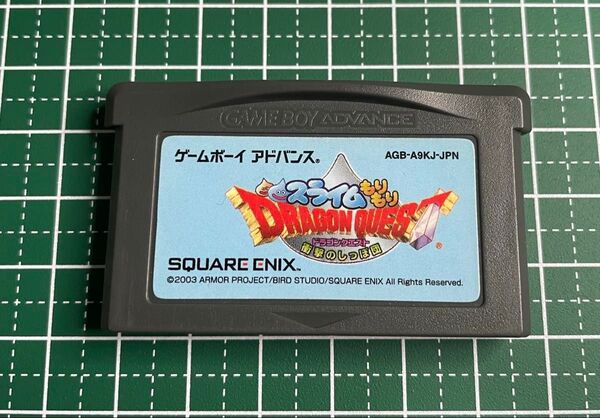 GAME BOY ADVANCE
ゲームボーイ アドバンス® AGB-A9KJ-JPN
スライムもりもり
DRAGON QUEST
ドラゴンクエスト
衝撃のしっぽ団 ®
SQUARE ENIX™
©2003 ARMOR PROJECT/BIRD STUDIO/SQUARE ENIX All Rights Reserved.